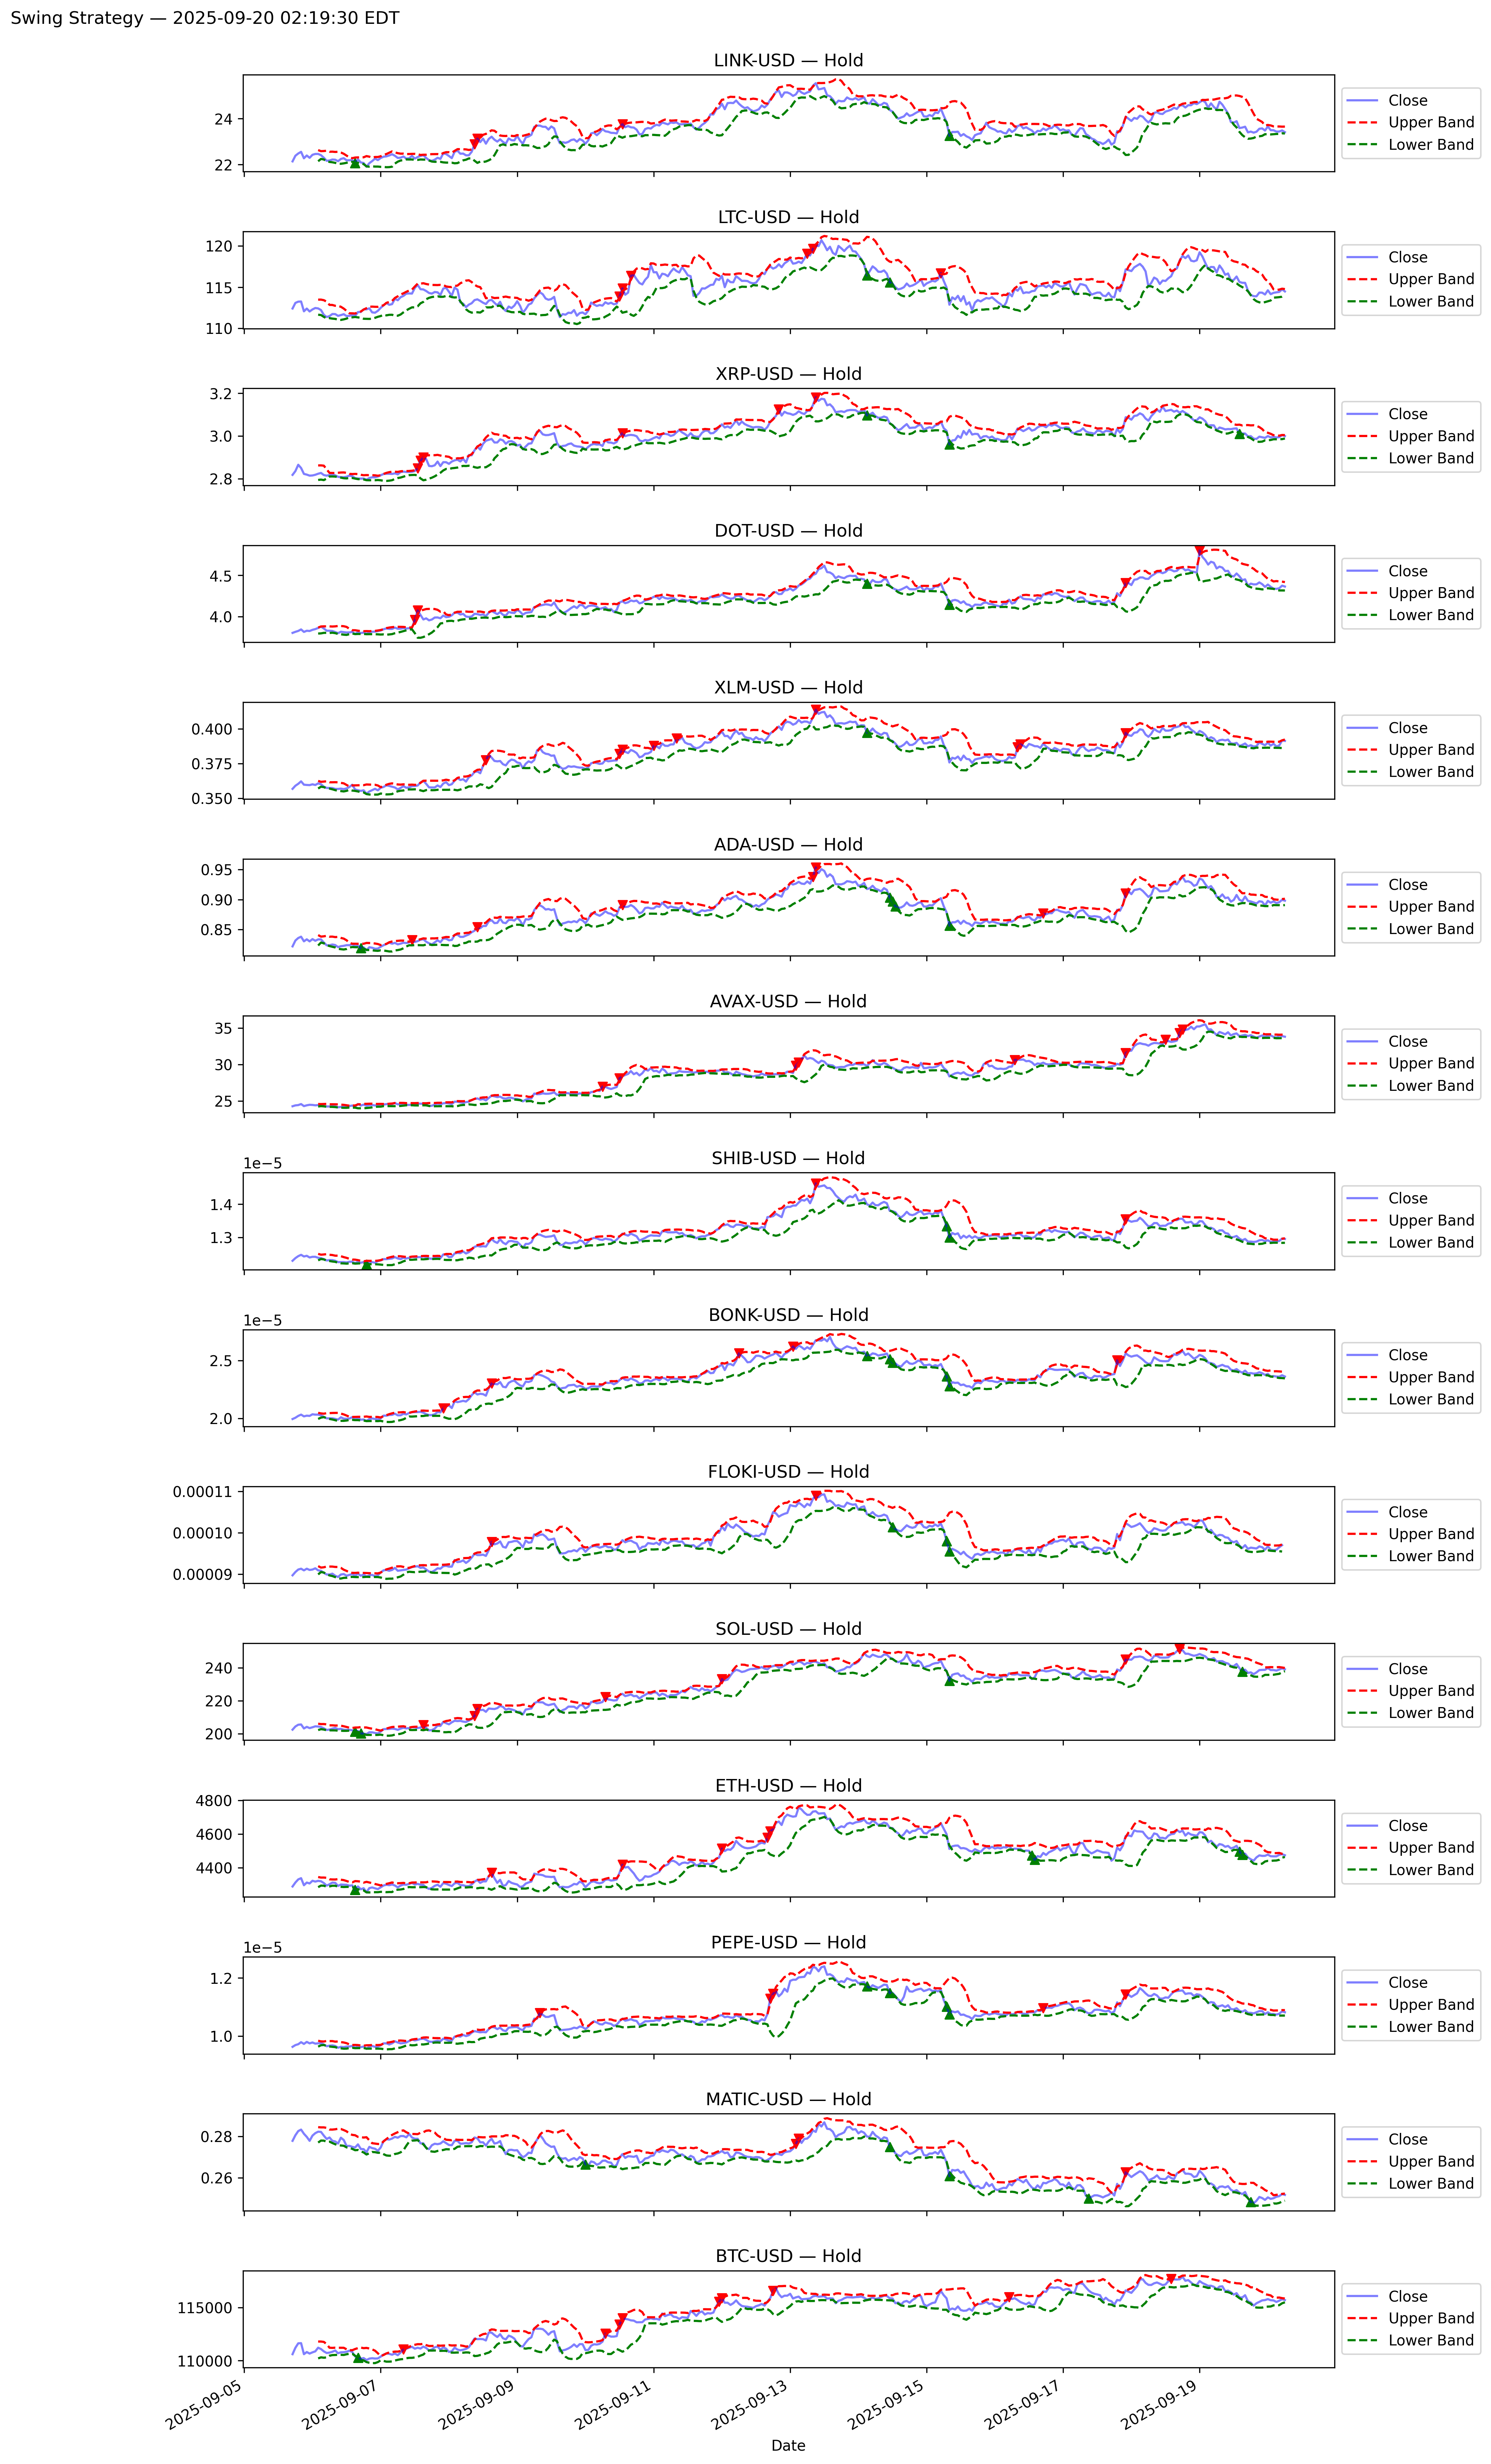 Swing Strategy — 2025-09-20 02:19:30 EDT
LINK-USD — Hold
24
22
Close
Upper Band
Lower Band
LTC-USD — Hold
120
115
110
Close
Upper Band
Lower Band
XRP-USD — Hold
3.2
3.0
2.8
Close
Upper Band
Lower Band
DOT-USD — Hold
4.5
4.0
Close
Upper Band
Lower Band
XLM-USD — Hold
0.400
0.375
0.350
Close
Upper Band
Lower Band
ADA-USD — Hold
0.95
0.90
0.85
Close
Upper Band
Lower Band
AVAX-USD — Hold
35
30
25
Close
Upper Band
Lower Band
SHIB-USD — Hold
1e−5
1.4
1.3
Close
Upper Band
Lower Band
BONK-USD — Hold
1e−5
2.5
2.0
Close
Upper Band
Lower Band
FLOKI-USD — Hold
0.00011
0.00010
0.00009
Close
Upper Band
Lower Band
SOL-USD — Hold
240
220
200
Close
Upper Band
Lower Band
ETH-USD — Hold
4800
4600
4400
Close
Upper Band
Lower Band
PEPE-USD — Hold
1e−5
1.2
1.0
Close
Upper Band
Lower Band
MATIC-USD — Hold
0.28
0.26
Close
Upper Band
Lower Band
BTC-USD — Hold
115000
110000
Close
Upper Band
Lower Band
2025-09-05
2025-09-07
2025-09-09
2025-09-11
2025-09-13
2025-09-15
2025-09-17
2025-09-19
Date